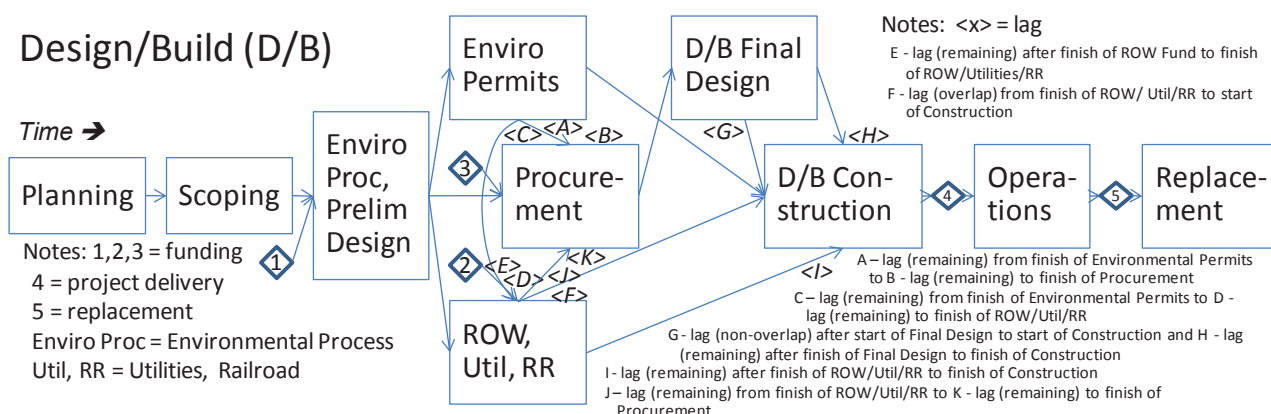 Design/Build (D/B)
Time ➔
Planning
Scoping
1
Enviro
Proc,
Prelim
Design
Enviro
Permits
<C>
<A>
<B>
3
Procure-
ment
2
<E>
<D>
<K>
<J>
<F>
ROW,
Util, RR
D/B Final
Design
<G>
<H>
D/B Con-
struction
<I>
4
Opera-
tions
5
Replace-
ment
Notes: 1,2,3 = funding
4 = project delivery
5 = replacement
Enviro Proc = Environmental Process
Util, RR = Utilities, Railroad
Notes: <x> = lag
E - lag (remaining) after finish of ROW Fund to finish
of ROW/Utilities/RR
F - lag (overlap) from finish of ROW/ Util/RR to start
of Construction
A – lag (remaining) from finish of Environmental Permits
to B - lag (remaining) to finish of Procurement
C – lag (remaining) from finish of Environmental Permits to D -
lag (remaining) to finish of ROW/Util/RR
G - lag (non-overlap) after start of Final Design to start of Construction and H - lag
(remaining) after finish of Final Design to finish of Construction
I - lag (remaining) after finish of ROW/Util/RR to finish of Construction
J – lag (remaining) from finish of ROW/Util/RR to K - lag (remaining) to finish of
Procurement